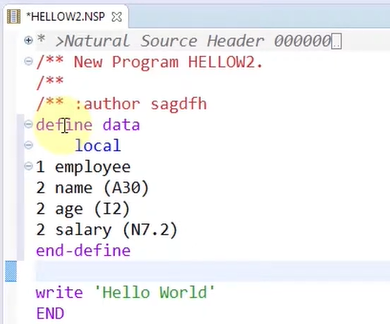 *HELLOW2.NSP
* >Natural Source Header 000000
/** New Program HELLOW2.
/**
/** :author sagdfh
define data
local
1 employee
2 name (A30)
2 age (I2)
2 salary (N7.2)
end-define
write 'Hello World'
END